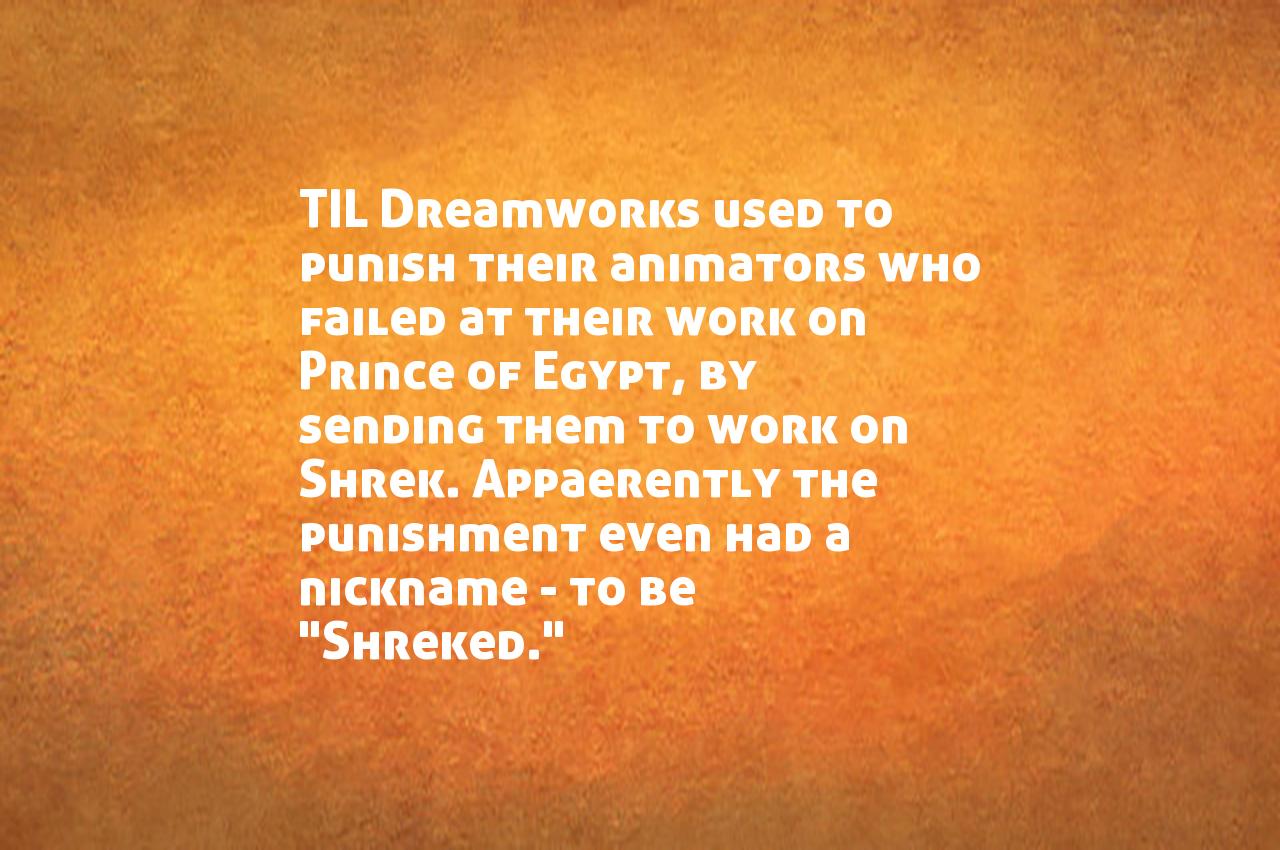 TIL Dreamworks used to
punish their animators who
failed at their work on
Prince of Egypt, by
sending them to work on
Shrek. Appaerently the
punishment even had a
nickname - to be
"Shreked."